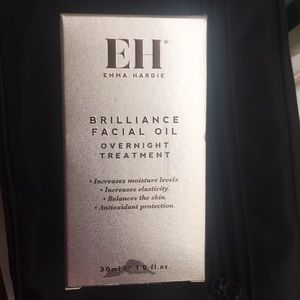 EH
EMMA HARDIE
BRILLIANCE
FACIAL OIL
OVERNIGHT
TREATMENT
• Increases moisture levels.
• Increases elasticity.
• Balances the skin.
• Antioxidant protection.
30ml e 1.0 fl.oz.